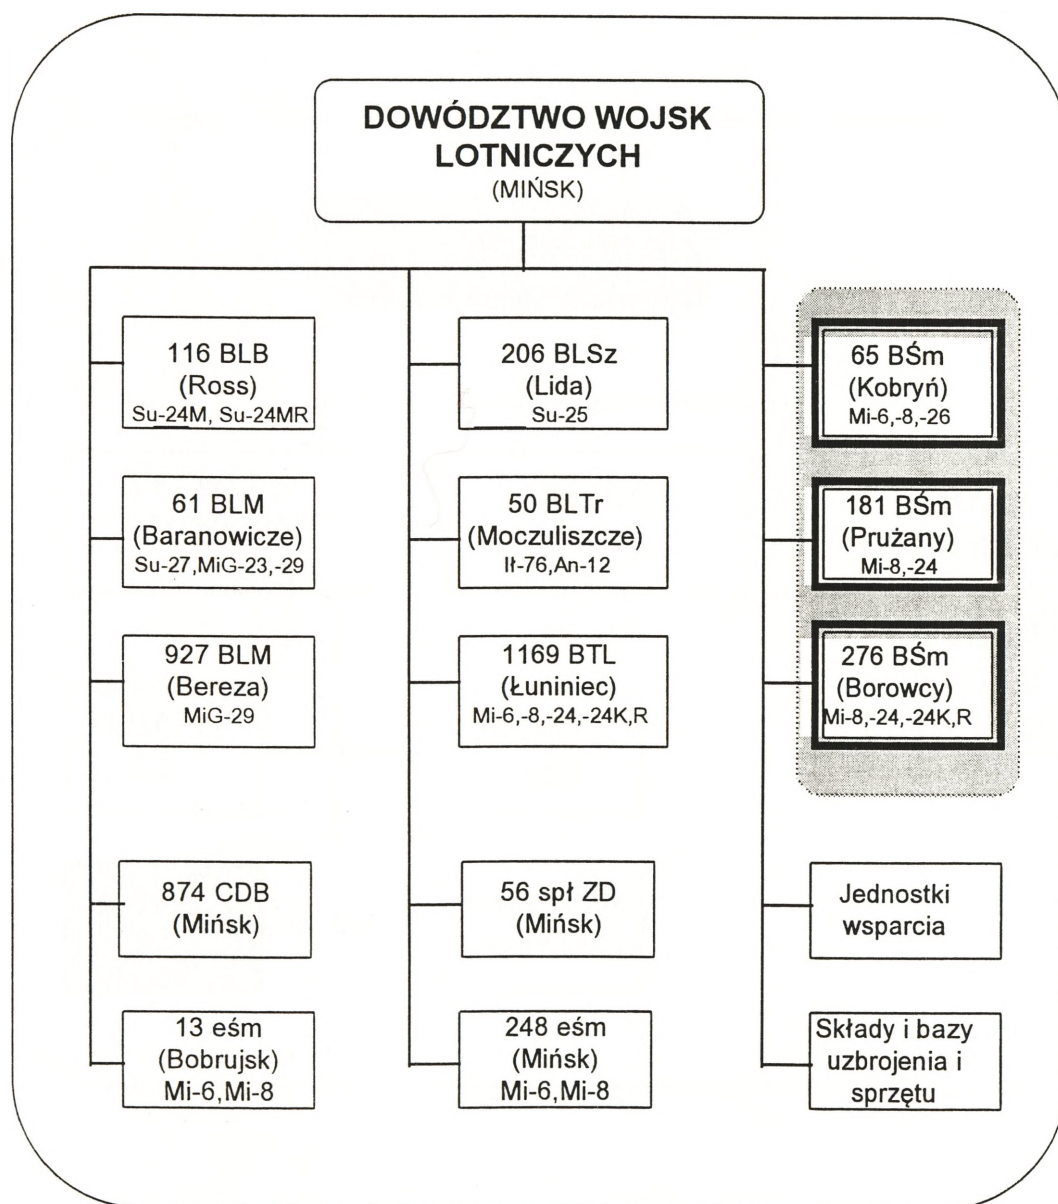 DOWÓDZTWO WOJSK
LOTNICZYCH
(MIŃSK)
116 BLB
(Ross)
Su-24M, Su-24MR
61 BLM
(Baranowicze)
Su-27,MiG-23,-29
927 BLM
(Bereza)
MiG-29
874 CDB
(Mińsk)
13 eśm
(Bobrujsk)
Mi-6,Mi-8
206 BLSz
(Lida)
Su-25
50 BLTr
(Moczuliszcze)
Ił-76,An-12
1169 BTL
(Łuniniec)
Mi-6,-8,-24,-24K,R
56 spł ZD
(Mińsk)
248 eśm
(Mińsk)
Mi-6,Mi-8
65 BŚm
(Kobryń)
Mi-6,-8,-26
181 BŚm
(Prużany)
Mi-8,-24
276 BŚm
(Borowcy)
Mi-8,-24,-24K,R
Jednostki
wsparcia
Składy i bazy
uzbrojenia i
sprzętu